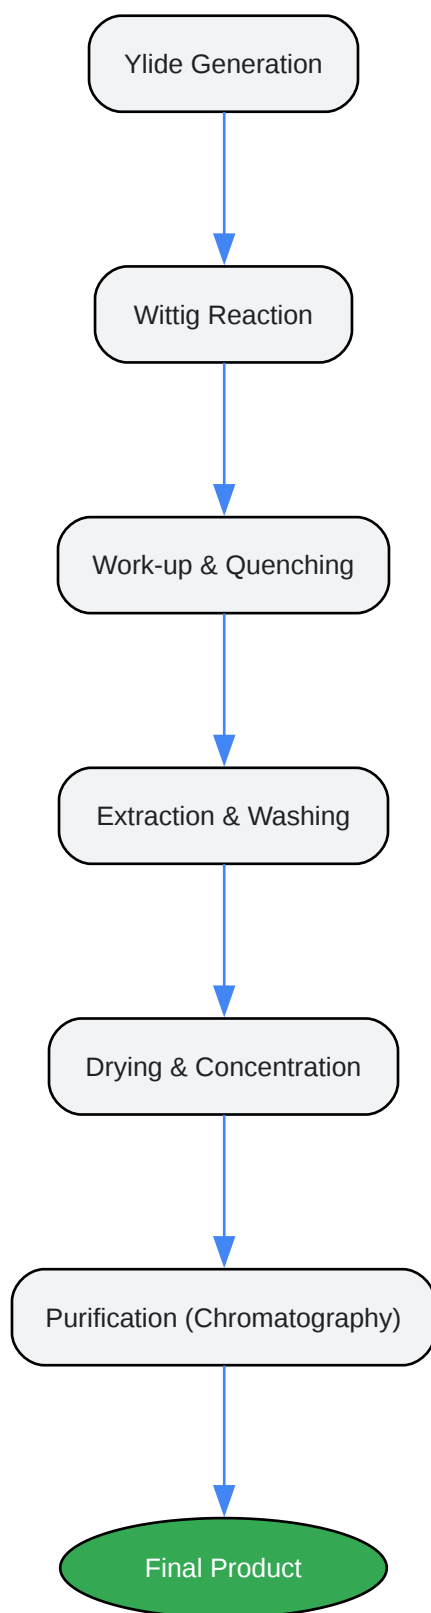 Ylide Generation
Wittig Reaction
Work-up & Quenching
Extraction & Washing
Drying & Concentration
Purification (Chromatography)
Final Product